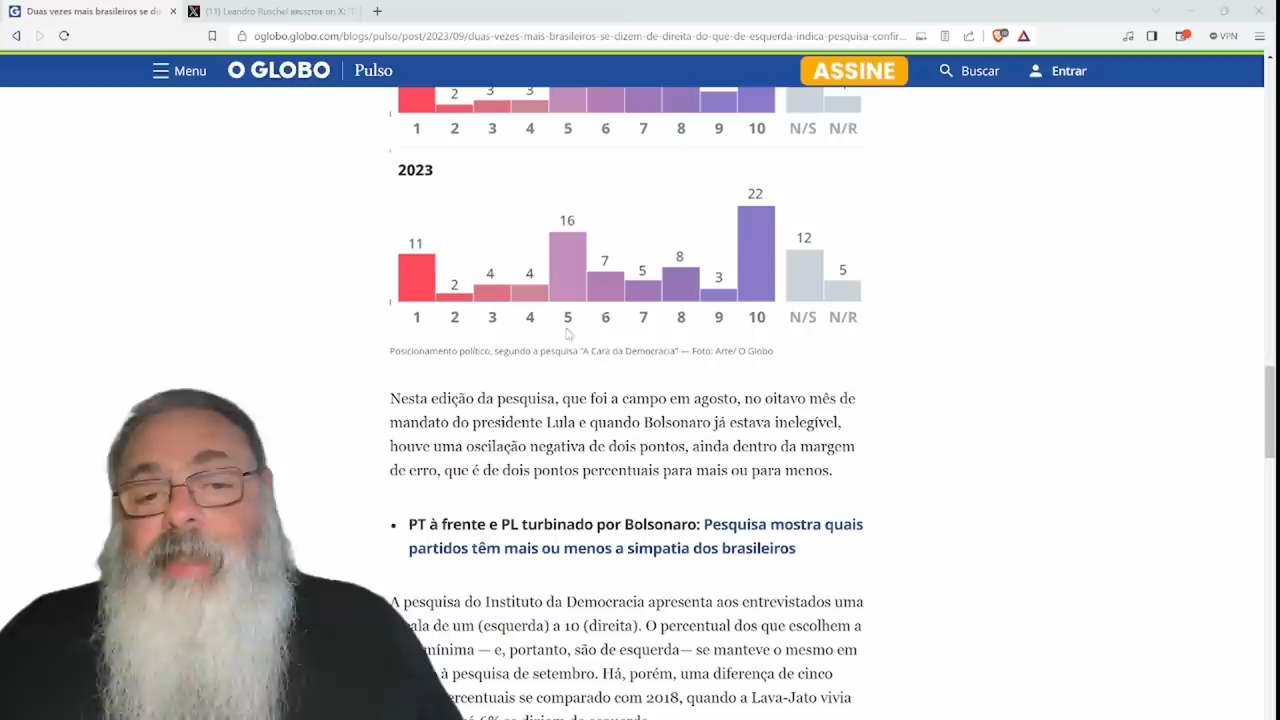 Duas vezes mais brasileiros se di
(11) Leandro Ruschel on X: "
oglobo.globo.com/blogs/pulso/post/2023/09/duas-vezes-mais-brasileiros-se-dizem-de-direita-do-que-de-esquerda-indica-pesquisa-confir...
VPN
Menu O GLOBO Pulso ASSINE Buscar Entrar
2 3 3
1 2 3 4 5 6 7 8 9 10 N/S N/R
2023
11 2 4 4 16 7 5 8 3 22 12 5
1 2 3 4 5 6 7 8 9 10 N/S N/R
Posicionamento político, segundo a pesquisa "A Cara da Democracia" — Foto: Arte/ O Globo
Nesta edição da pesquisa, que foi a campo em agosto, no oitavo mês de
mandato do presidente Lula e quando Bolsonaro já estava inelegível,
houve uma oscilação negativa de dois pontos, ainda dentro da margem
de erro, que é de dois pontos percentuais para mais ou para menos.
• PT à frente e PL turbinado por Bolsonaro: Pesquisa mostra quais
partidos têm mais ou menos a simpatia dos brasileiros
A pesquisa do Instituto da Democracia apresenta aos entrevistados uma
de um (esquerda) a 10 (direita). O percentual dos que escolhem a
mínima — e, portanto, são de esquerda— se manteve o mesmo em
à pesquisa de setembro. Há, porém, uma diferença de cinco
se comparado com 2018, quando a Lava-Jato vivia